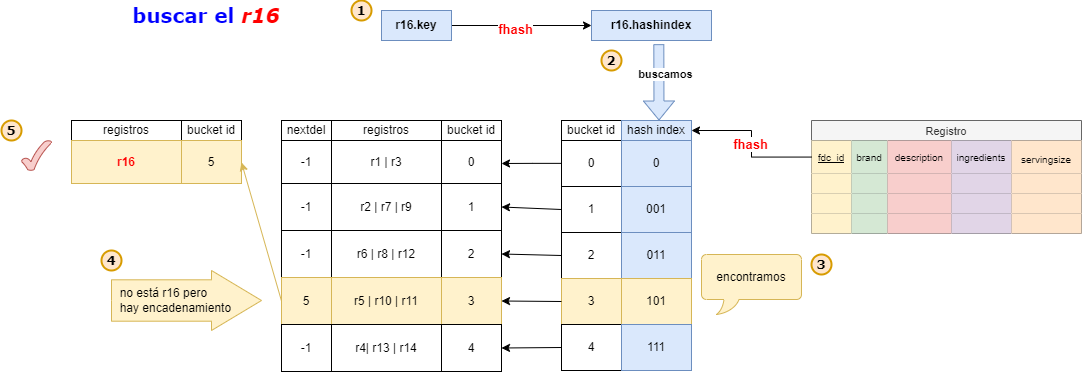 buscar el r16
1
r16.key
fhash
r16.hashindex
2
buscamos
5
registros bucket id
r16 5
nextdel registros bucket id
-1 r1 | r3 0
-1 r2 | r7 | r9 1
-1 r6 | r8 | r12 2
5 r5 | r10 | r11 3
-1 r4| r13 | r14 4
bucket id hash index
0 0
1 001
2 011
3 101
4 111
fhash
Registro
fdc_id brand description ingredients servingsize
4
no está r16 pero
hay encadenamiento
encontramos
3